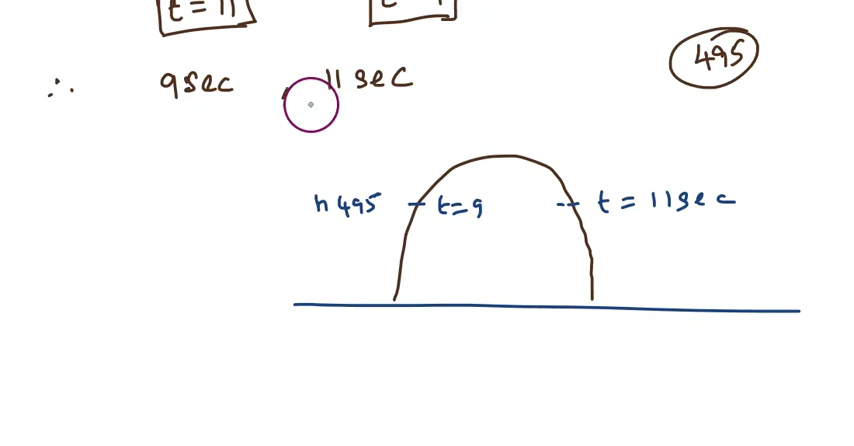 t = 11
∴ 9sec 11 sec
495
h 495 t=9 t = 11sec